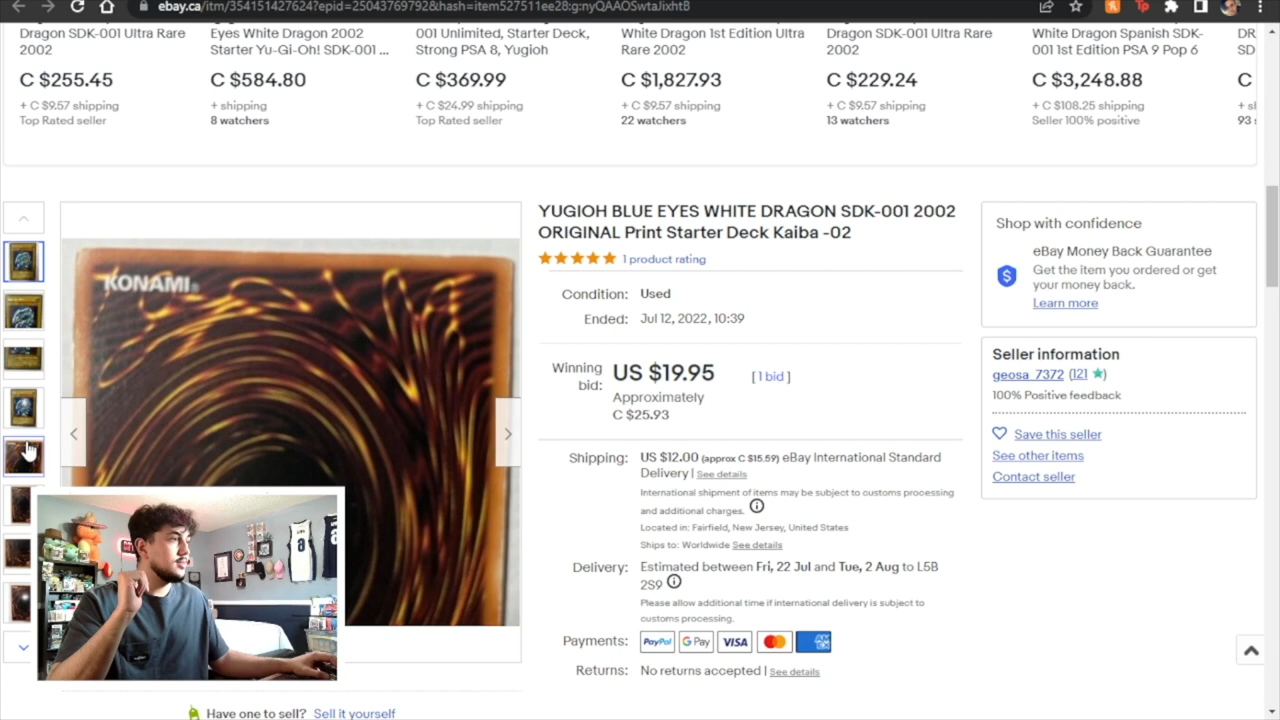 ebay.ca/itm/354151427624?epid=25043769792&hash=item527511ee28:g:nyQAAOSwtaJixht8
Dragon SDK-001 Ultra Rare
2002
C $255.45
+ C $9.57 shipping
Top Rated seller
Eyes White Dragon 2002
Starter Yu-Gi-Oh! SDK-001 ...
C $584.80
+ shipping
8 watchers
001 Unlimited, Starter Deck,
Strong PSA 8, Yugioh
C $369.99
+ C $24.99 shipping
Top Rated seller
White Dragon 1st Edition Ultra
Rare 2002
C $1,827.93
+ C $9.57 shipping
22 watchers
Dragon SDK-001 Ultra Rare
2002
C $229.24
+ C $9.57 shipping
13 watchers
White Dragon Spanish SDK-
001 1st Edition PSA 9 Pop 6
C $3,248.88
+ C $108.25 shipping
Seller 100% positive
DR
SD
C
93
KONAMI®
YUGIOH BLUE EYES WHITE DRAGON SDK-001 2002
ORIGINAL Print Starter Deck Kaiba -02
1 product rating
Condition: Used
Ended: Jul 12, 2022, 10:39
Winning
bid:
US $19.95 [ 1 bid ]
Approximately
C $25.93
Shipping: US $12.00 (approx C $15.59) eBay International Standard
Delivery | See details
International shipment of items may be subject to customs processing
and additional charges.
Located in: Fairfield, New Jersey, United States
Ships to: Worldwide See details
Delivery: Estimated between Fri, 22 Jul and Tue, 2 Aug to L5B
2S9
Please allow additional time if international delivery is subject to
customs processing.
Payments: PayPal G Pay VISA
Returns: No returns accepted | See details
Shop with confidence
eBay Money Back Guarantee
Get the item you ordered or get
your money back.
Learn more
Seller information
geosa_7372 (121 )
100% Positive feedback
Save this seller
See other items
Contact seller
Have one to sell? Sell it yourself